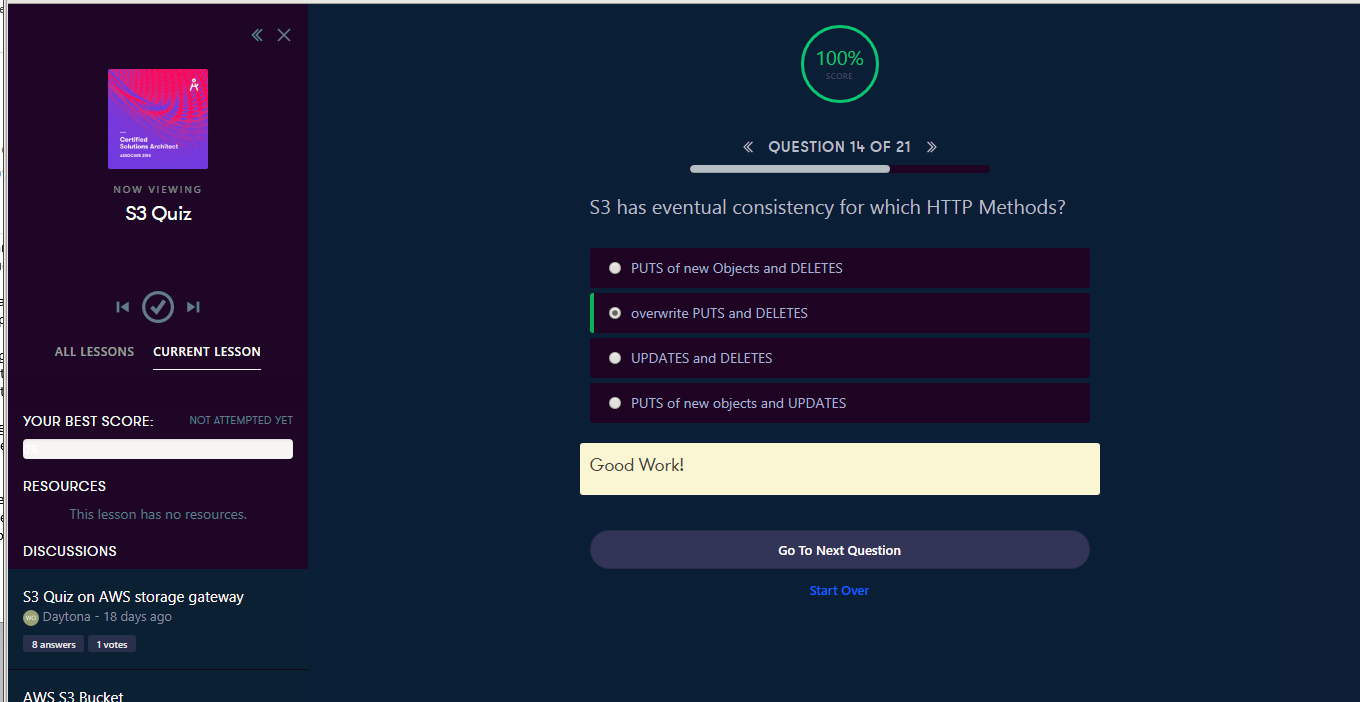 Certified
Solutions Architect
NOW VIEWING
S3 Quiz
ALL LESSONS
CURRENT LESSON
YOUR BEST SCORE:
NOT ATTEMPTED YET
RESOURCES
This lesson has no resources.
DISCUSSIONS
S3 Quiz on AWS storage gateway
WO Daytona - 18 days ago
8 answers
1 votes
AWS S3 Bucket
100%
SCORE
QUESTION 14 OF 21
S3 has eventual consistency for which HTTP Methods?
PUTS of new Objects and DELETES
overwrite PUTS and DELETES
UPDATES and DELETES
PUTS of new objects and UPDATES
Good Work!
Go To Next Question
Start Over